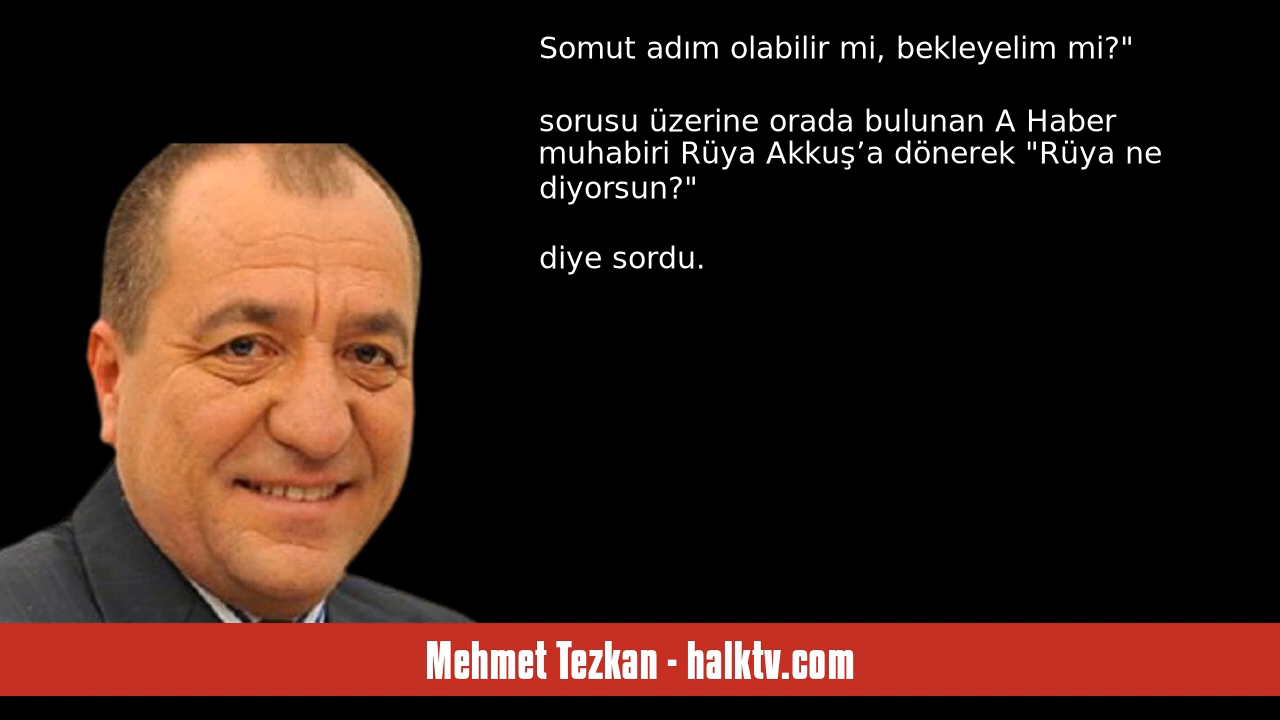 Somut adım olabilir mi, bekleyelim mi?"
sorusu üzerine orada bulunan A Haber
muhabiri Rüya Akkuş’a dönerek "Rüya ne
diyorsun?"
diye sordu.
Mehmet Tezkan - halktv.com